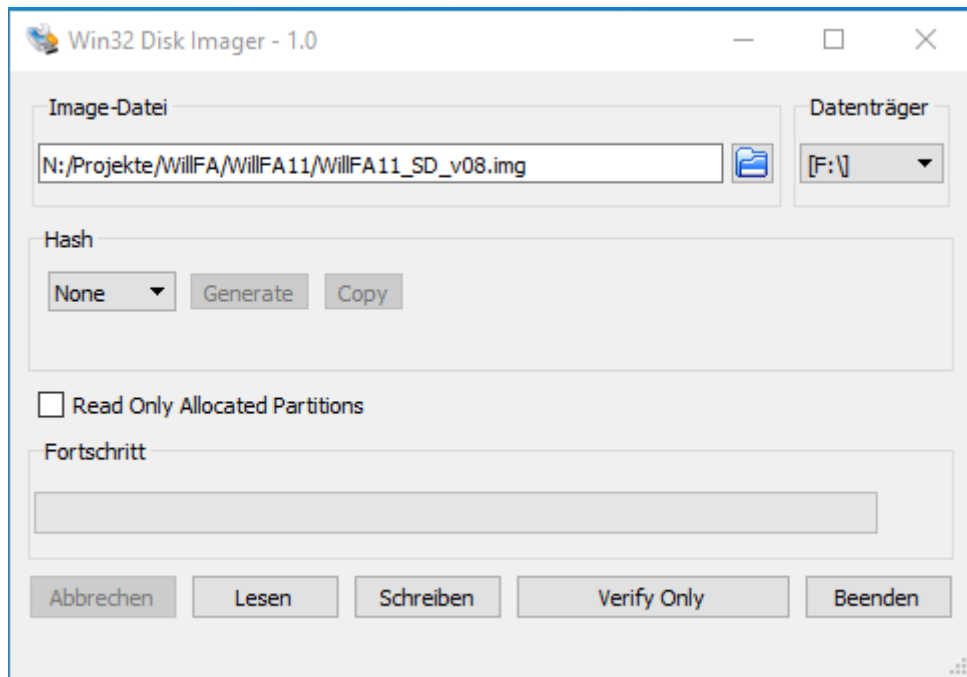 Win32 Disk Imager - 1.0
Image-Datei
Datenträger
N:/Projekte/WillFA/WillFA11/WillFA11_SD_v08.img
[F:\]
Hash
None
Generate
Copy
Read Only Allocated Partitions
Fortschritt
Abbrechen
Lesen
Schreiben
Verify Only
Beenden